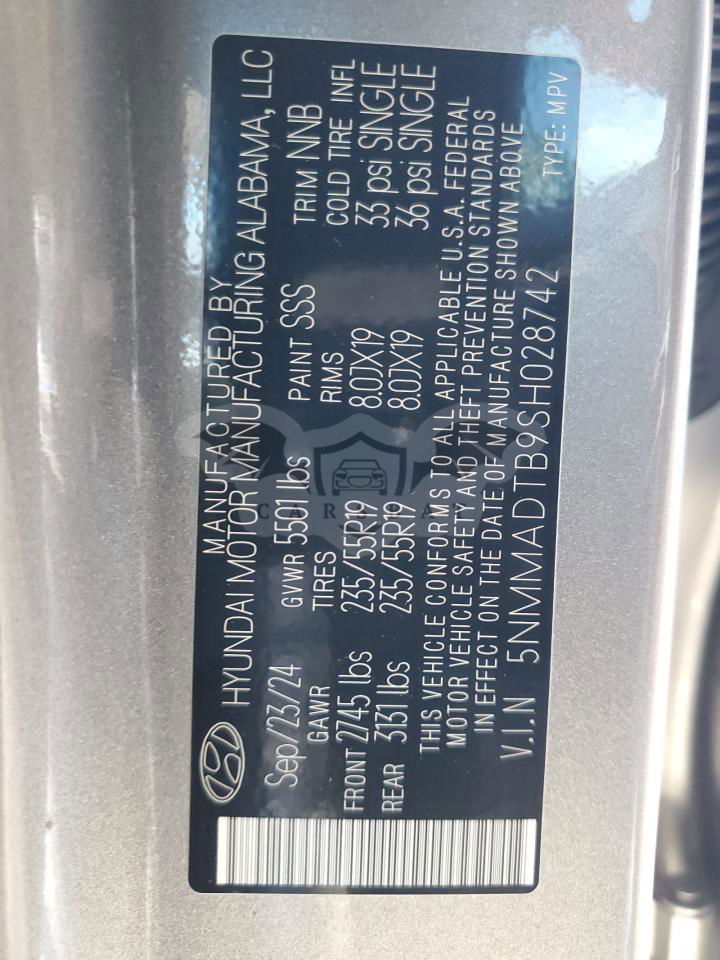 MANUFACTURED BY
HYUNDAI MOTOR MANUFACTURING ALABAMA, LLC
Sep/23/24 GVWR 5501 lbs PAINT SSS TRIM NNB
GAWR TIRES RIMS COLD TIRE INFL
FRONT 2745 lbs 235/55R19 8.0JX19 33 psi SINGLE
REAR 3131 lbs 235/55R19 8.0JX19 36 psi SINGLE
THIS VEHICLE CONFORMS TO ALL APPLICABLE U.S.A. FEDERAL
MOTOR VEHICLE SAFETY AND THEFT PREVENTION STANDARDS
IN EFFECT ON THE DATE OF MANUFACTURE SHOWN ABOVE
V.I.N 5NMMADTB9SH028742 TYPE: MPV